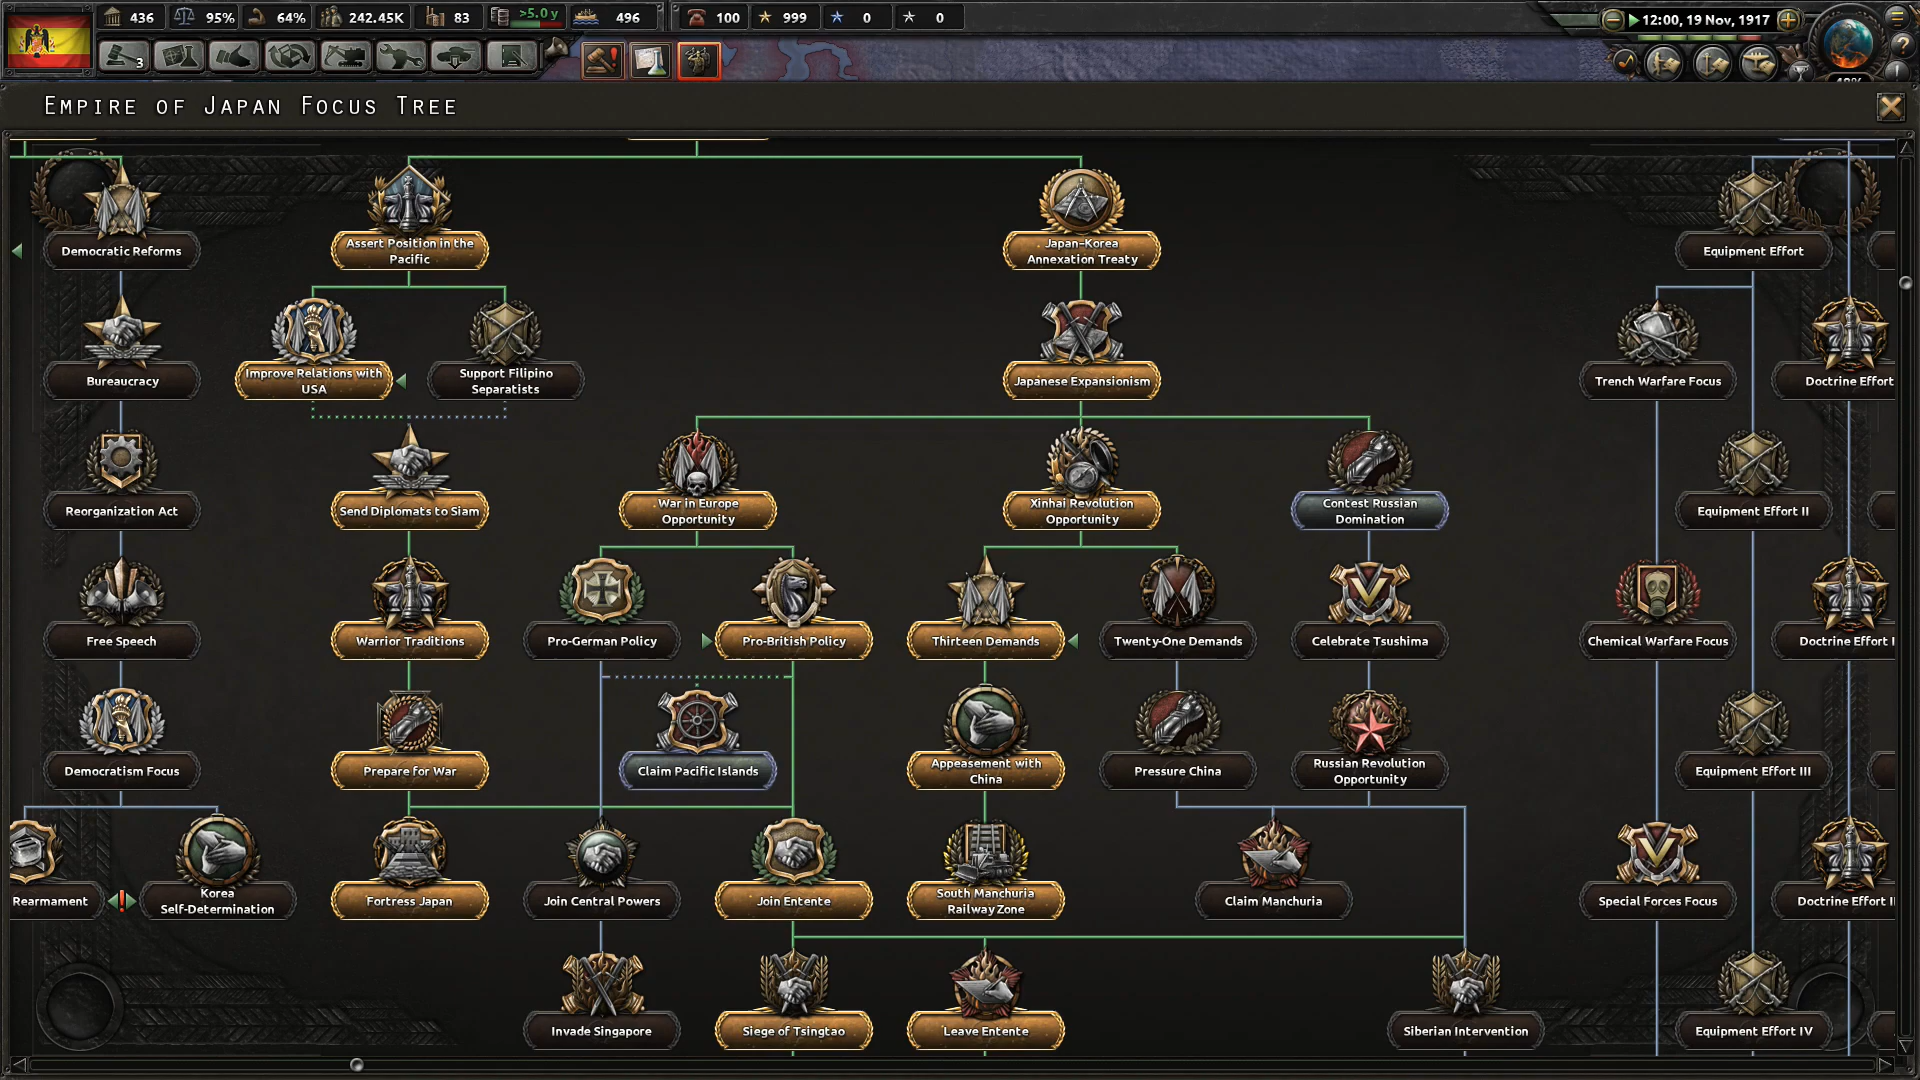 436
95%
64%
242.45K
83
>5.0 y
496
100
999
0
0
12:00, 19 Nov, 1917
3
Empire of Japan Focus Tree
Democratic Reforms
Assert Position in the
Pacific
Japan-Korea
Annexation Treaty
Equipment Effort
Bureaucracy
Improve Relations with
USA
Support Filipino
Separatists
Japanese Expansionism
Trench Warfare Focus
Doctrine Effort
Reorganization Act
Send Diplomats to Siam
War in Europe
Opportunity
Xinhai Revolution
Opportunity
Contest Russian
Domination
Equipment Effort II
Free Speech
Warrior Traditions
Pro-German Policy
Pro-British Policy
Thirteen Demands
Twenty-One Demands
Celebrate Tsushima
Chemical Warfare Focus
Doctrine Effort I
Democratism Focus
Prepare for War
Claim Pacific Islands
Appeasement with
China
Pressure China
Russian Revolution
Opportunity
Equipment Effort III
Rearmament
Korea
Self-Determination
Fortress Japan
Join Central Powers
Join Entente
South Manchuria
Railway Zone
Claim Manchuria
Special Forces Focus
Doctrine Effort I
Invade Singapore
Siege of Tsingtao
Leave Entente
Siberian Intervention
Equipment Effort IV